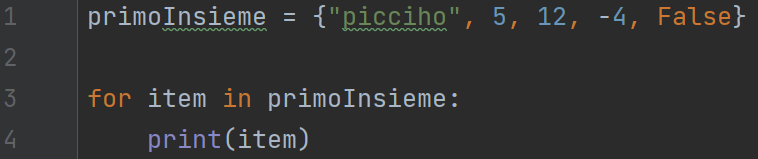 1 primoInsieme = {"picciho", 5, 12, -4, False}
2
3 for item in primoInsieme:
4     print(item)